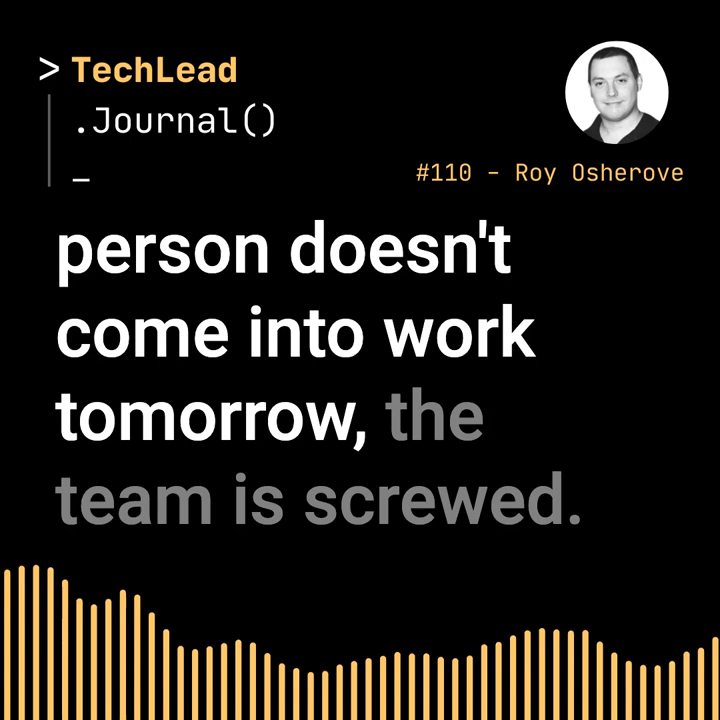 > TechLead
.Journal()
_
#110 - Roy Osherove
person doesn't
come into work
tomorrow, the
team is screwed.